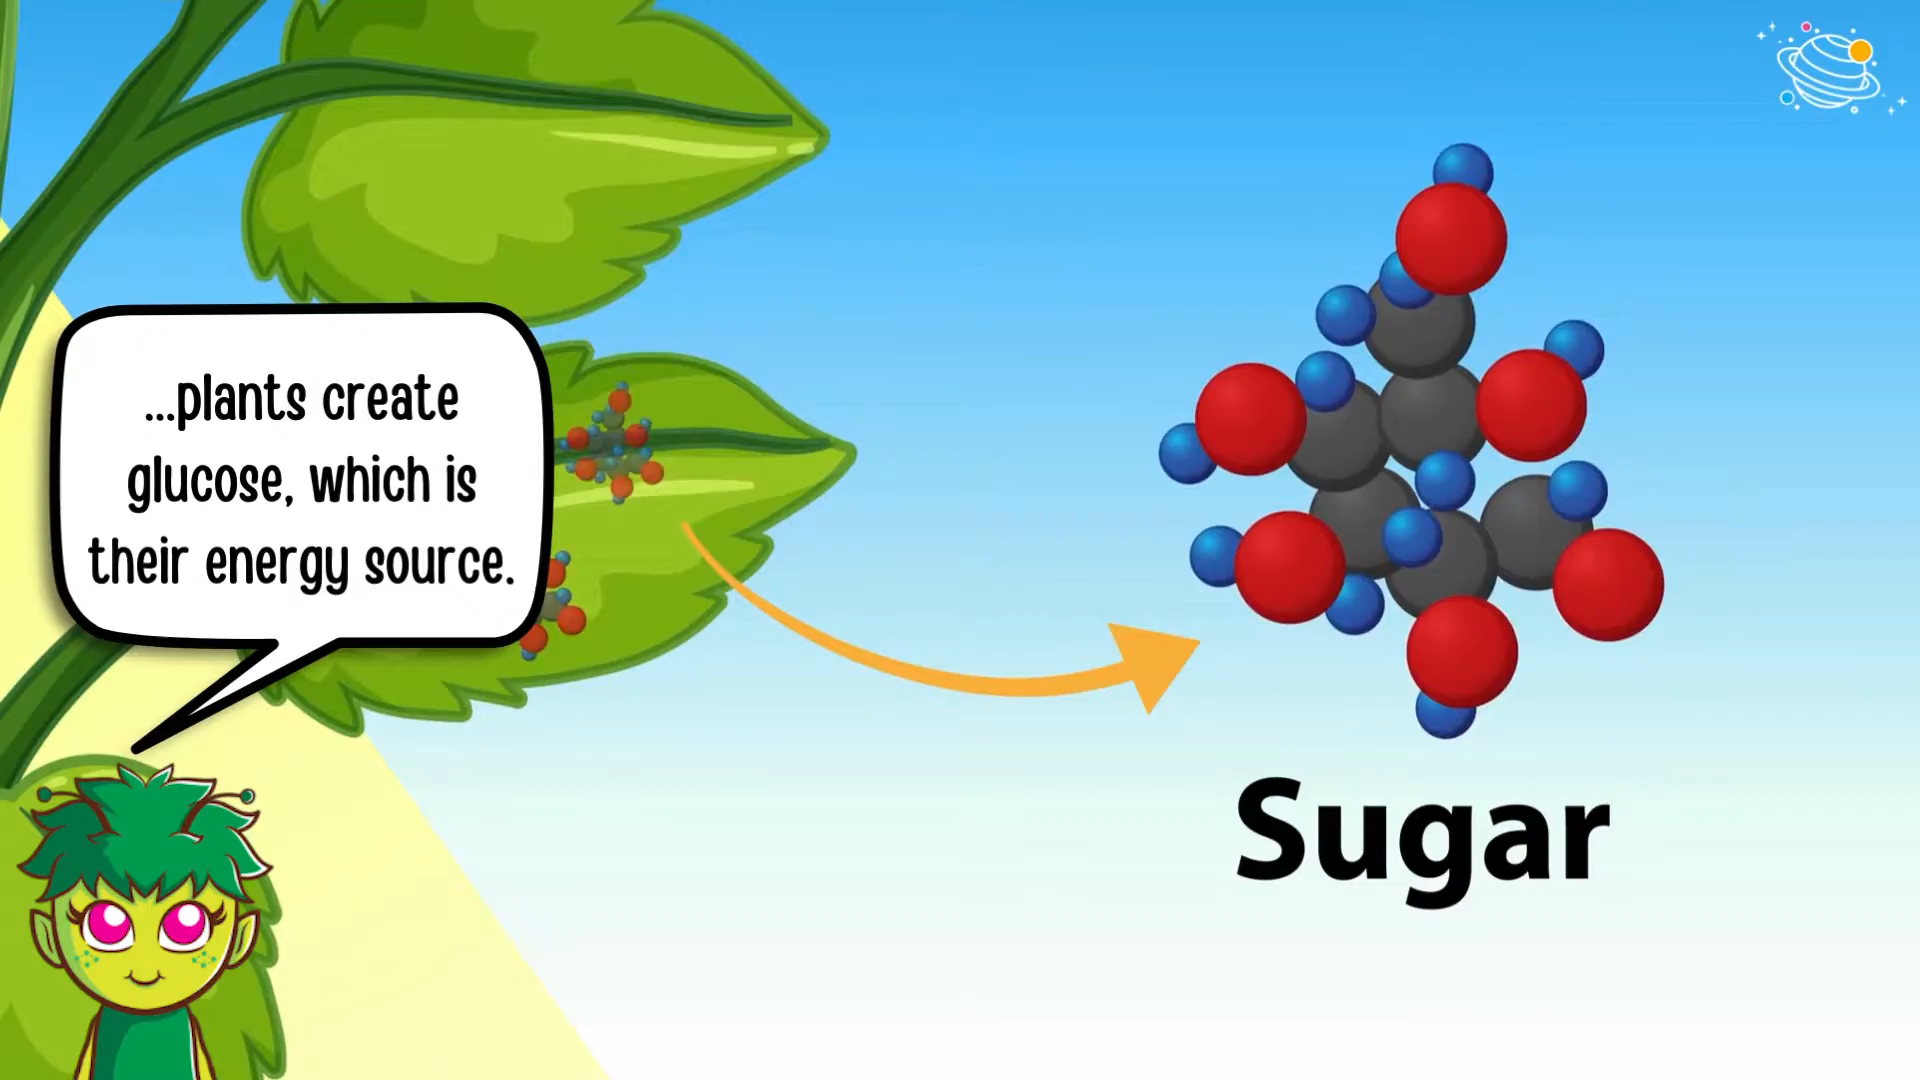 ...plants create
glucose, which is
their energy source.
Sugar